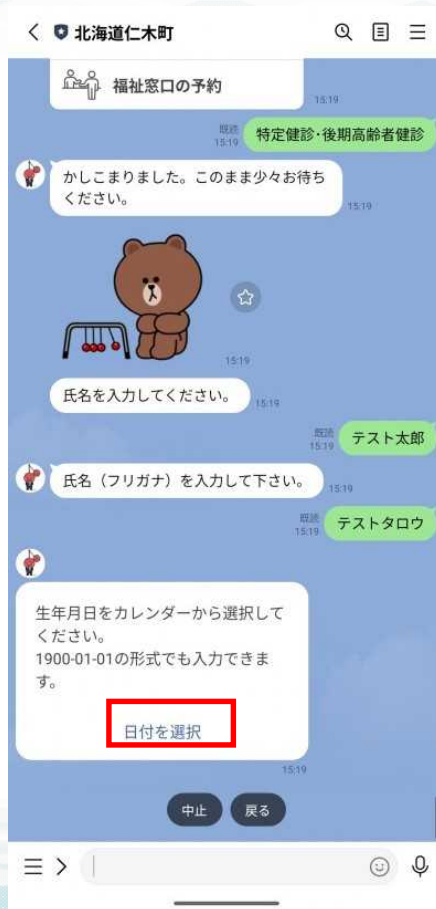 北海道仁木町
福祉窓口の予約
15:19
既読
15:19
特定健診・後期高齢者健診
かしこまりました。このまま少々お待ち
ください。
15:19
15:19
氏名を入力してください。
15:19
既読
15:19
テスト太郎
氏名(フリガナ)を入力して下さい。
15:19
既読
15:19
テストタロウ
生年月日をカレンダーから選択して
ください。
1900-01-01の形式でも入力できま
す。
日付を選択
15:19
中止
戻る